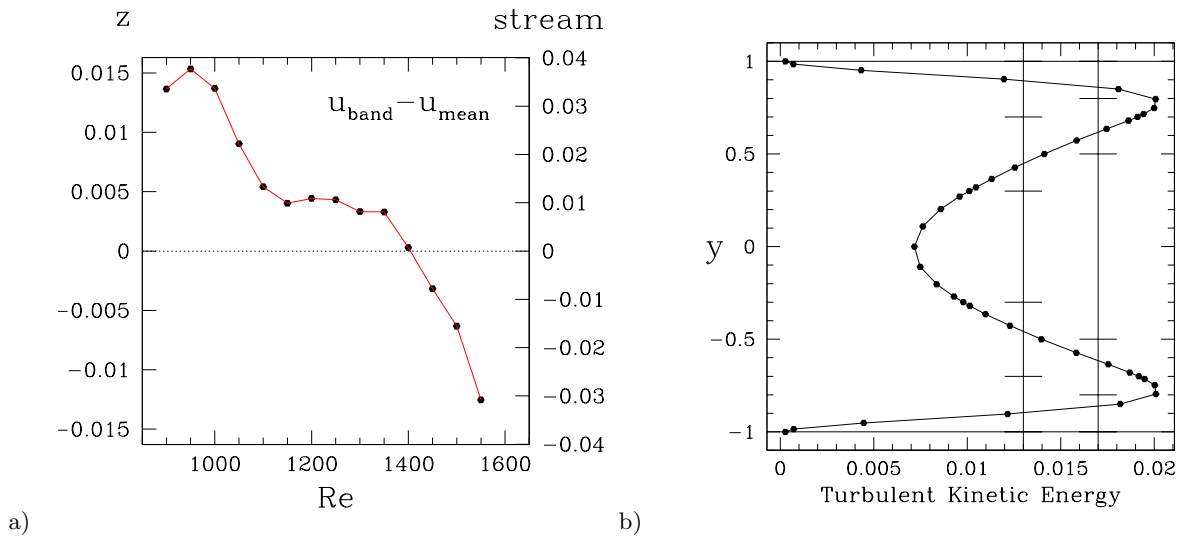 z
stream
0.015
0.01
0.005
0
−0.005
−0.01
−0.015
0.04
0.03
0.02
0.01
0
−0.01
−0.02
−0.03
−0.04
u_band−u_mean
1000 1200 1400 1600
Re
a)
y
1
0.5
0
−0.5
−1
0 0.005 0.01 0.015 0.02
Turbulent Kinetic Energy
b)